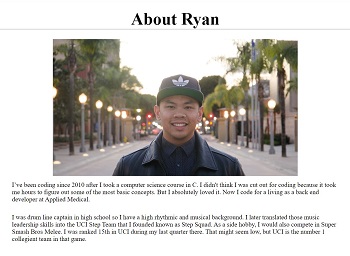 About Ryan
I've been coding since 2010 after I took a computer science course in C. I didn't think I was cut out for coding because it took
me hours to figure out some of the most basic concepts. But I absolutely loved it. Now I code for a living as a back end
developer at Applied Medical.
I was drum line captain in high school so I have a high rhythmic and musical background. I later translated those music
leadership skills into the UCI Step Team that I founded known as Step Squad. As a side hobby, I would also compete in Super
Smash Bros Melee. I was ranked 15th in UCI during my last quarter there. That might seem low, but UCI is the number 1
collegient team in that game.